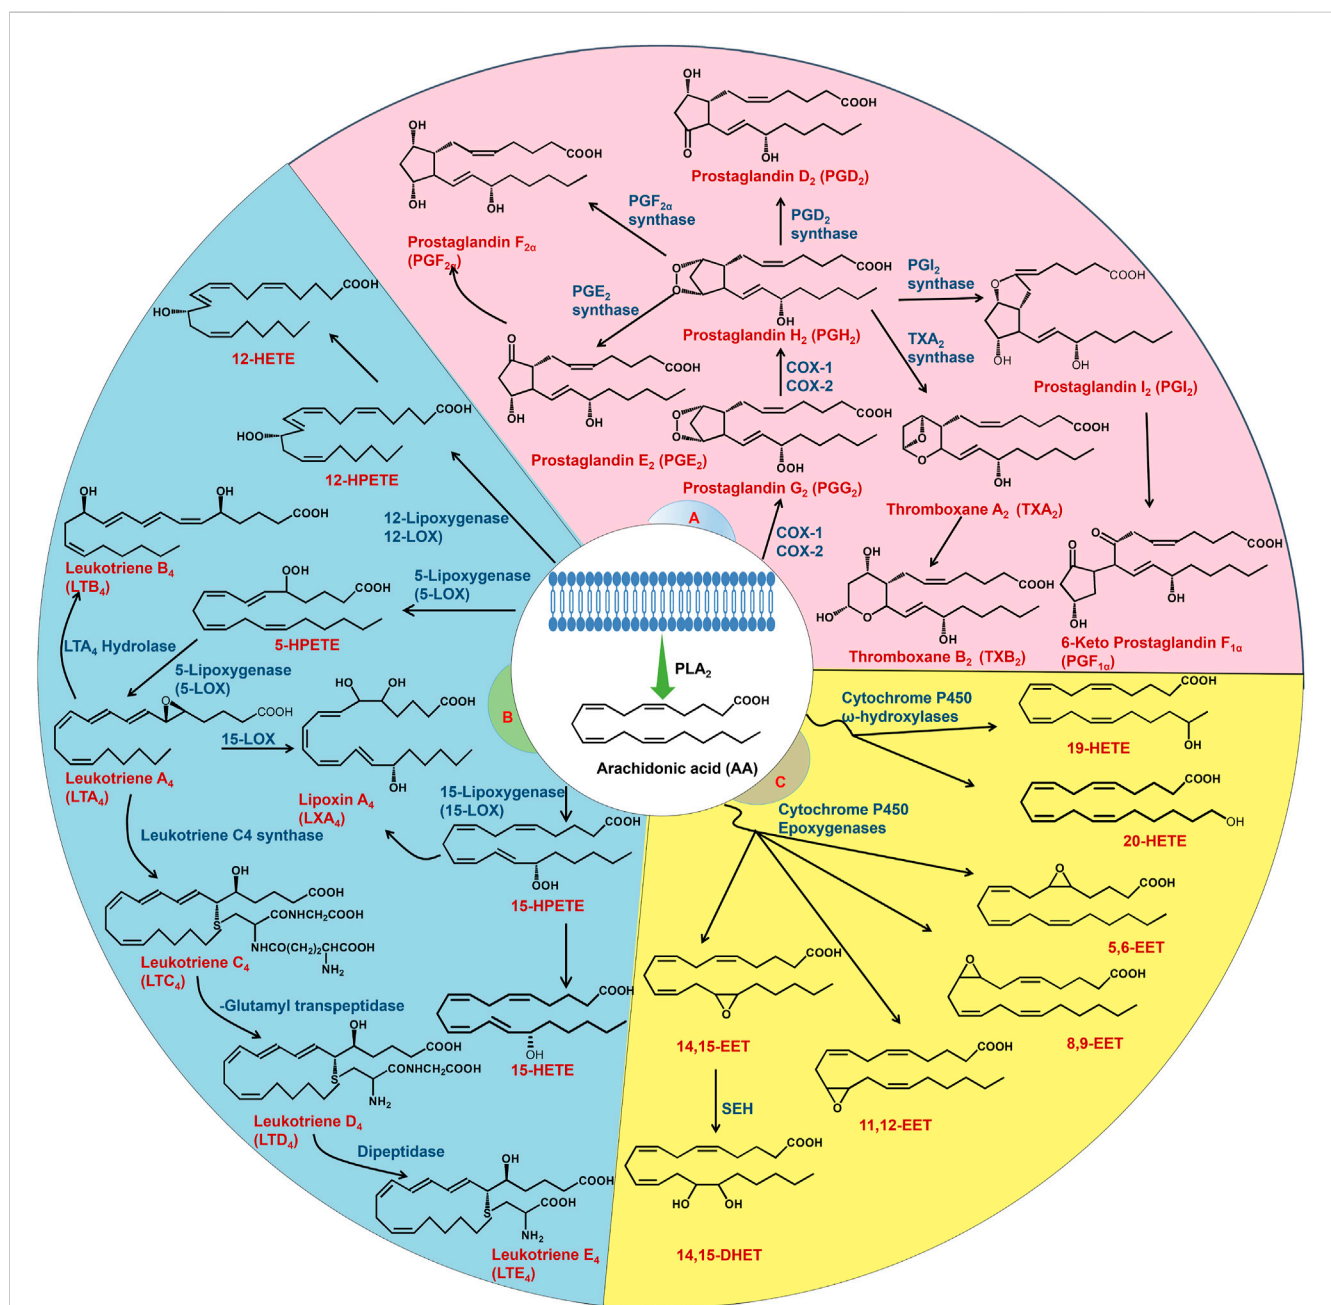 OH
COOH
O
OH
Prostaglandin D₂ (PGD₂)
OH
COOH
OH
OH
Prostaglandin F₂α
(PGF₂α)
PGF₂α
synthase
PGD₂
synthase
COOH
O
O
OH
Prostaglandin H₂ (PGH₂)
PGI₂
synthase
COOH
O
OH
OH
Prostaglandin I₂ (PGI₂)
PGE₂
synthase
TXA₂
synthase
O
COOH
OH
OH
Prostaglandin E₂ (PGE₂)
COX-1
COX-2
COOH
O
O
OOH
Prostaglandin G₂ (PGG₂)
COX-1
COX-2
COOH
O
O
OH
Thromboxane A₂ (TXA₂)
OH
COOH
HO
O
OH
Thromboxane B₂ (TXB₂)
O
O
COOH
OH
OH
6-Keto Prostaglandin F₁α
(PGF₁α)
A
COOH
HO
12-HETE
COOH
HOO
12-HPETE
12-Lipoxygenase
12-LOX)
OH
OH
COOH
Leukotriene B₄
(LTB₄)
5-Lipoxygenase
(5-LOX)
OOH
COOH
5-HPETE
LTA₄ Hydrolase
5-Lipoxygenase
(5-LOX)
O
COOH
Leukotriene A₄
(LTA₄)
15-LOX
HO
OH
COOH
OH
Lipoxin A₄
(LXA₄)
B
PLA₂
COOH
Arachidonic acid (AA)
15-Lipoxygenase
(15-LOX)
COOH
OOH
15-HPETE
COOH
OH
15-HETE
Leukotriene C4 synthase
OH
COOH
S
CONHCH₂COOH
NHCO(CH₂)₂CHCOOH
NH₂
Leukotriene C₄
(LTC₄)
-Glutamyl transpeptidase
OH
COOH
S
CONHCH₂COOH
NH₂
Leukotriene D₄
(LTD₄)
Dipeptidase
OH
COOH
S
COOH
NH₂
Leukotriene E₄
(LTE₄)
C
Cytochrome P450
ω-hydroxylases
COOH
OH
19-HETE
COOH
OH
20-HETE
Cytochrome P450
Epoxygenases
O
COOH
5,6-EET
O
COOH
8,9-EET
COOH
O
11,12-EET
COOH
O
14,15-EET
SEH
COOH
HO
OH
14,15-DHET